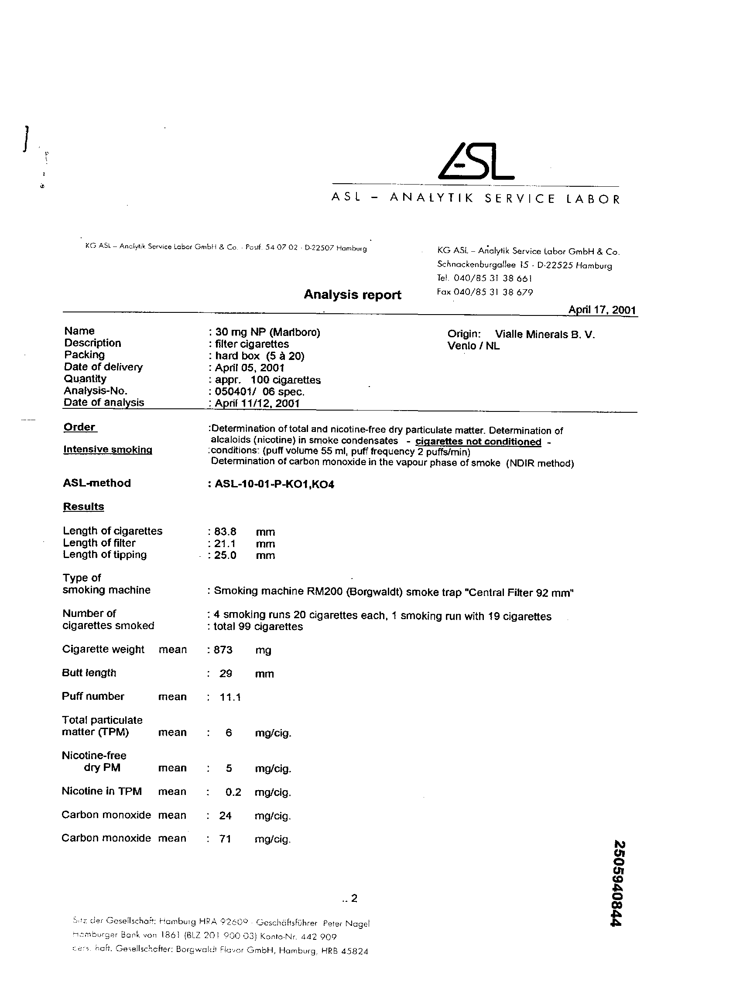 ASL
ASL – ANALYTIK SERVICE LABOR
KG ASL – Analytik Service Labor GmbH & Co. · Postf. 54 07 02 · D-22507 Hamburg
KG ASL – Analytik Service Labor GmbH & Co.
Schnackenburgallee 15 · D-22525 Hamburg
Tel. 040/85 31 38 661
Fax 040/85 31 38 679
Analysis report
April 17, 2001
Name : 30 mg NP (Marlboro) Origin: Vialle Minerals B. V.
Description : filter cigarettes Venlo / NL
Packing : hard box (5 à 20)
Date of delivery : April 05, 2001
Quantity : appr. 100 cigarettes
Analysis-No. : 050401/ 06 spec.
Date of analysis : April 11/12, 2001
Order :Determination of total and nicotine-free dry particulate matter. Determination of
alcaloids (nicotine) in smoke condensates - cigarettes not conditioned -
Intensive smoking :conditions: (puff volume 55 ml, puff frequency 2 puffs/min)
Determination of carbon monoxide in the vapour phase of smoke (NDIR method)
ASL-method : ASL-10-01-P-KO1,KO4
Results
Length of cigarettes : 83.8 mm
Length of filter : 21.1 mm
Length of tipping : 25.0 mm
Type of
smoking machine : Smoking machine RM200 (Borgwaldt) smoke trap "Central Filter 92 mm"
Number of : 4 smoking runs 20 cigarettes each, 1 smoking run with 19 cigarettes
cigarettes smoked : total 99 cigarettes
Cigarette weight mean : 873 mg
Butt length : 29 mm
Puff number mean : 11.1
Total particulate
matter (TPM) mean : 6 mg/cig.
Nicotine-free
dry PM mean : 5 mg/cig.
Nicotine in TPM mean : 0.2 mg/cig.
Carbon monoxide mean : 24 mg/cig.
Carbon monoxide mean : 71 mg/cig.
.. 2
Sitz der Gesellschaft: Hamburg HRA 92609 · Geschäftsführer Peter Nagel
Hamburger Bank von 1861 (BLZ 201 900 03) Konto-Nr. 442 909
pers. haft. Gesellschafter: Borgwaldt Flavor GmbH, Hamburg, HRB 45824
2505940844